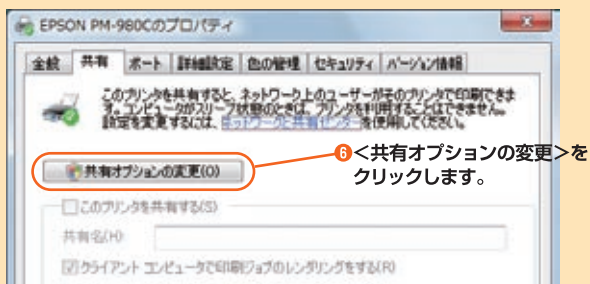 EPSON PM-980Cのプロパティ
全般 共有 ポート 詳細設定 色の管理 セキュリティ バージョン情報
このプリンタを共有すると、ネットワーク上のユーザーがそのプリンタで印刷できま
す。コンピュータがスリープ状態のときは、プリンタを利用することはできません。
設定を変更するには、ネットワークと共有センターを使用してください。
共有オプションの変更(O)
❻<共有オプションの変更>を
クリックします。
このプリンタを共有する(S)
共有名(H)
クライアント コンピュータで印刷ジョブのレンダリングをする(R)